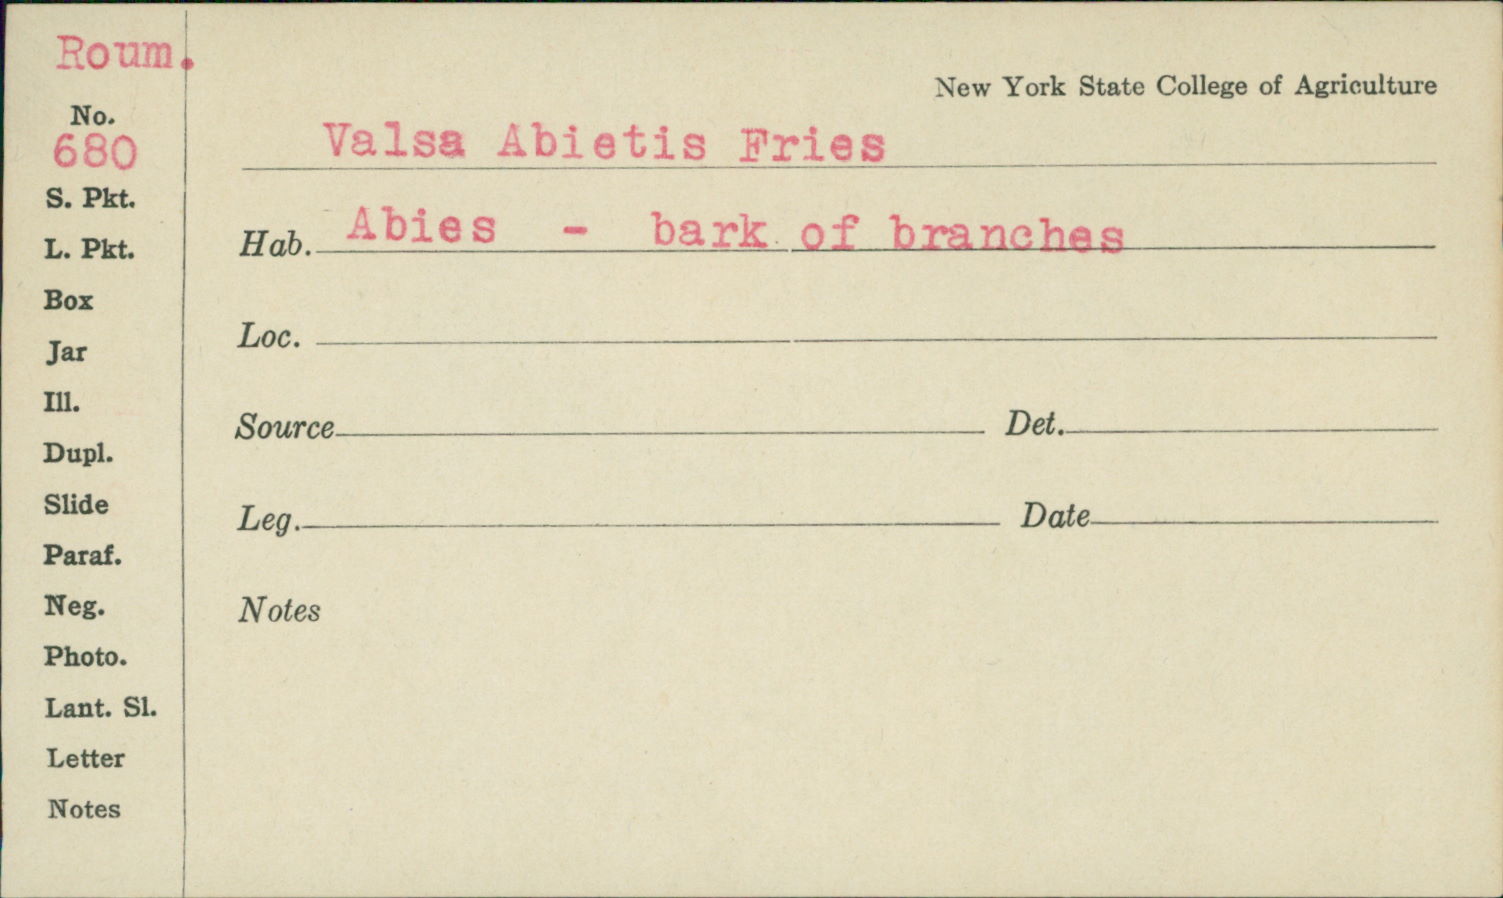 Roum.
New York State College of Agriculture
No.
680
Valsa Abietis Fries
S. Pkt.
Hab. Abies - bark of branches
L. Pkt.
Box
Loc.
Jar
Ill.
Source Det.
Dupl.
Slide
Leg. Date
Paraf.
Neg.
Notes
Photo.
Lant. Sl.
Letter
Notes